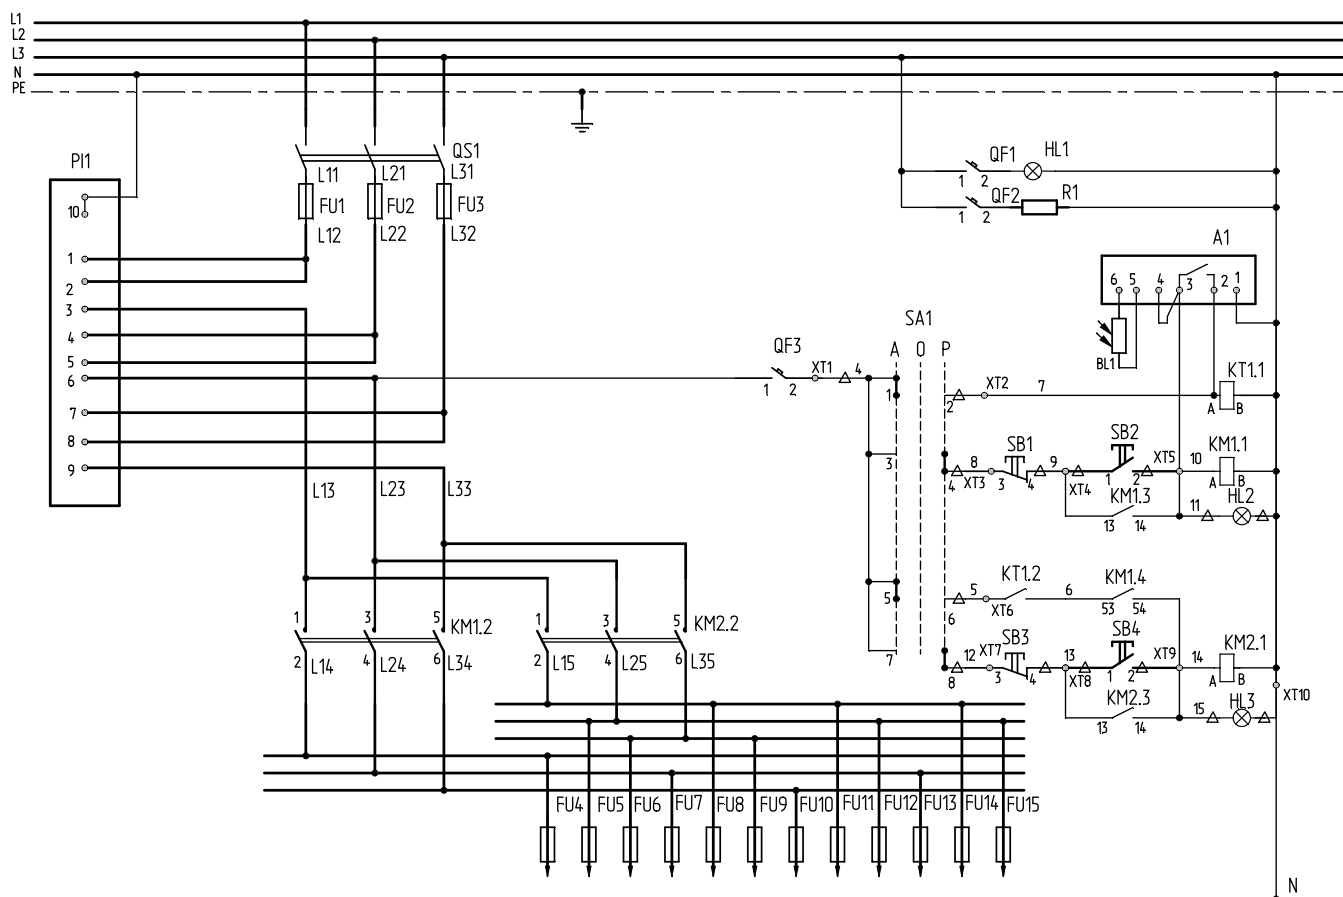 L1
L2
L3
N
PE
PI1
10
1
2
3
4
5
6
7
8
9
QS1
L11
L21
L31
FU1
FU2
FU3
L12
L22
L32
L13
L23
L33
QF1
HL1
1
2
QF2
R1
1
2
A1
6
5
4
3
2
1
BL1
SA1
A
O
P
QF3
1
2
XT1
4
1
3
5
7
2
XT2
7
KT1.1
A
B
4
8
XT3
SB1
3
4
9
XT4
SB2
1
2
XT5
10
KM1.1
A
B
KM1.3
13
14
11
HL2
6
5
XT6
KT1.2
6
KM1.4
53
54
8
12
XT7
SB3
3
4
13
XT8
SB4
1
2
XT9
14
KM2.1
A
B
XT10
KM2.3
13
14
15
HL3
1
3
5
KM1.2
2
4
6
L14
L24
L34
1
3
5
KM2.2
2
4
6
L15
L25
L35
FU4
FU5
FU6
FU7
FU8
FU9
FU10
FU11
FU12
FU13
FU14
FU15
N